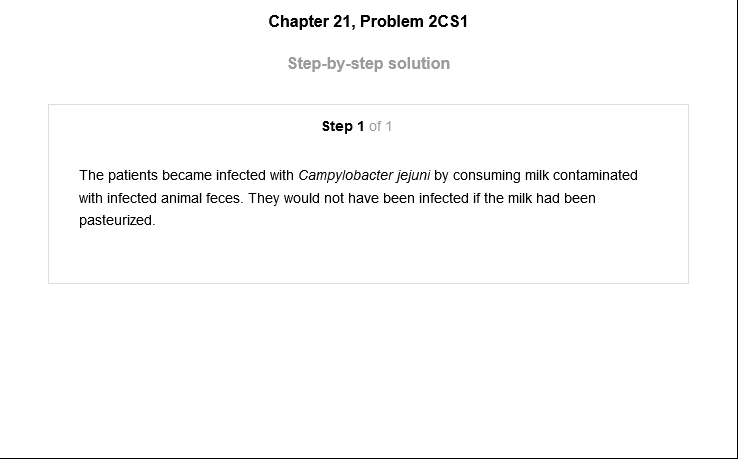 Chapter 21, Problem 2CS1
Step-by-step solution
Step 1 of 1
The patients became infected with Campylobacter jejuni by consuming milk contaminated
with infected animal feces. They would not have been infected if the milk had been
pasteurized.